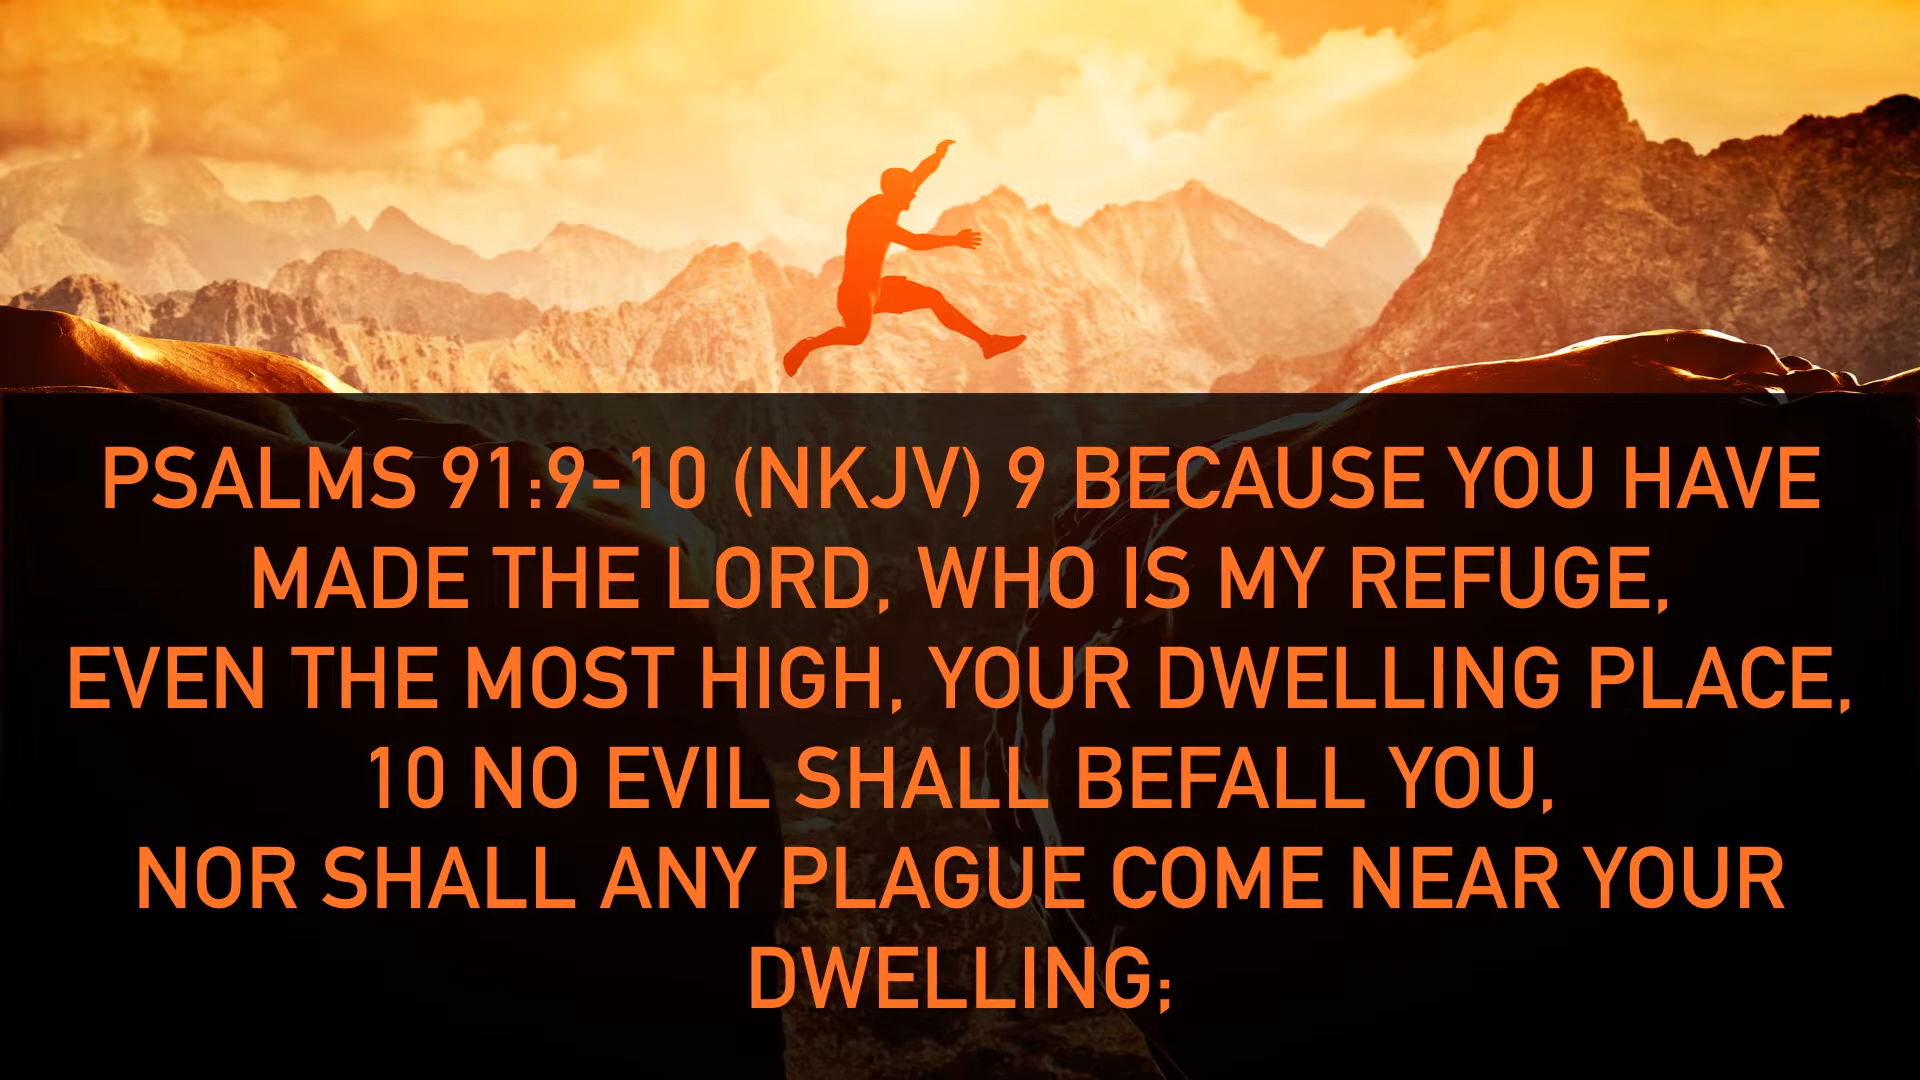 PSALMS 91:9-10 (NKJV) 9 BECAUSE YOU HAVE
MADE THE LORD, WHO IS MY REFUGE,
EVEN THE MOST HIGH, YOUR DWELLING PLACE,
10 NO EVIL SHALL BEFALL YOU,
NOR SHALL ANY PLAGUE COME NEAR YOUR
DWELLING;